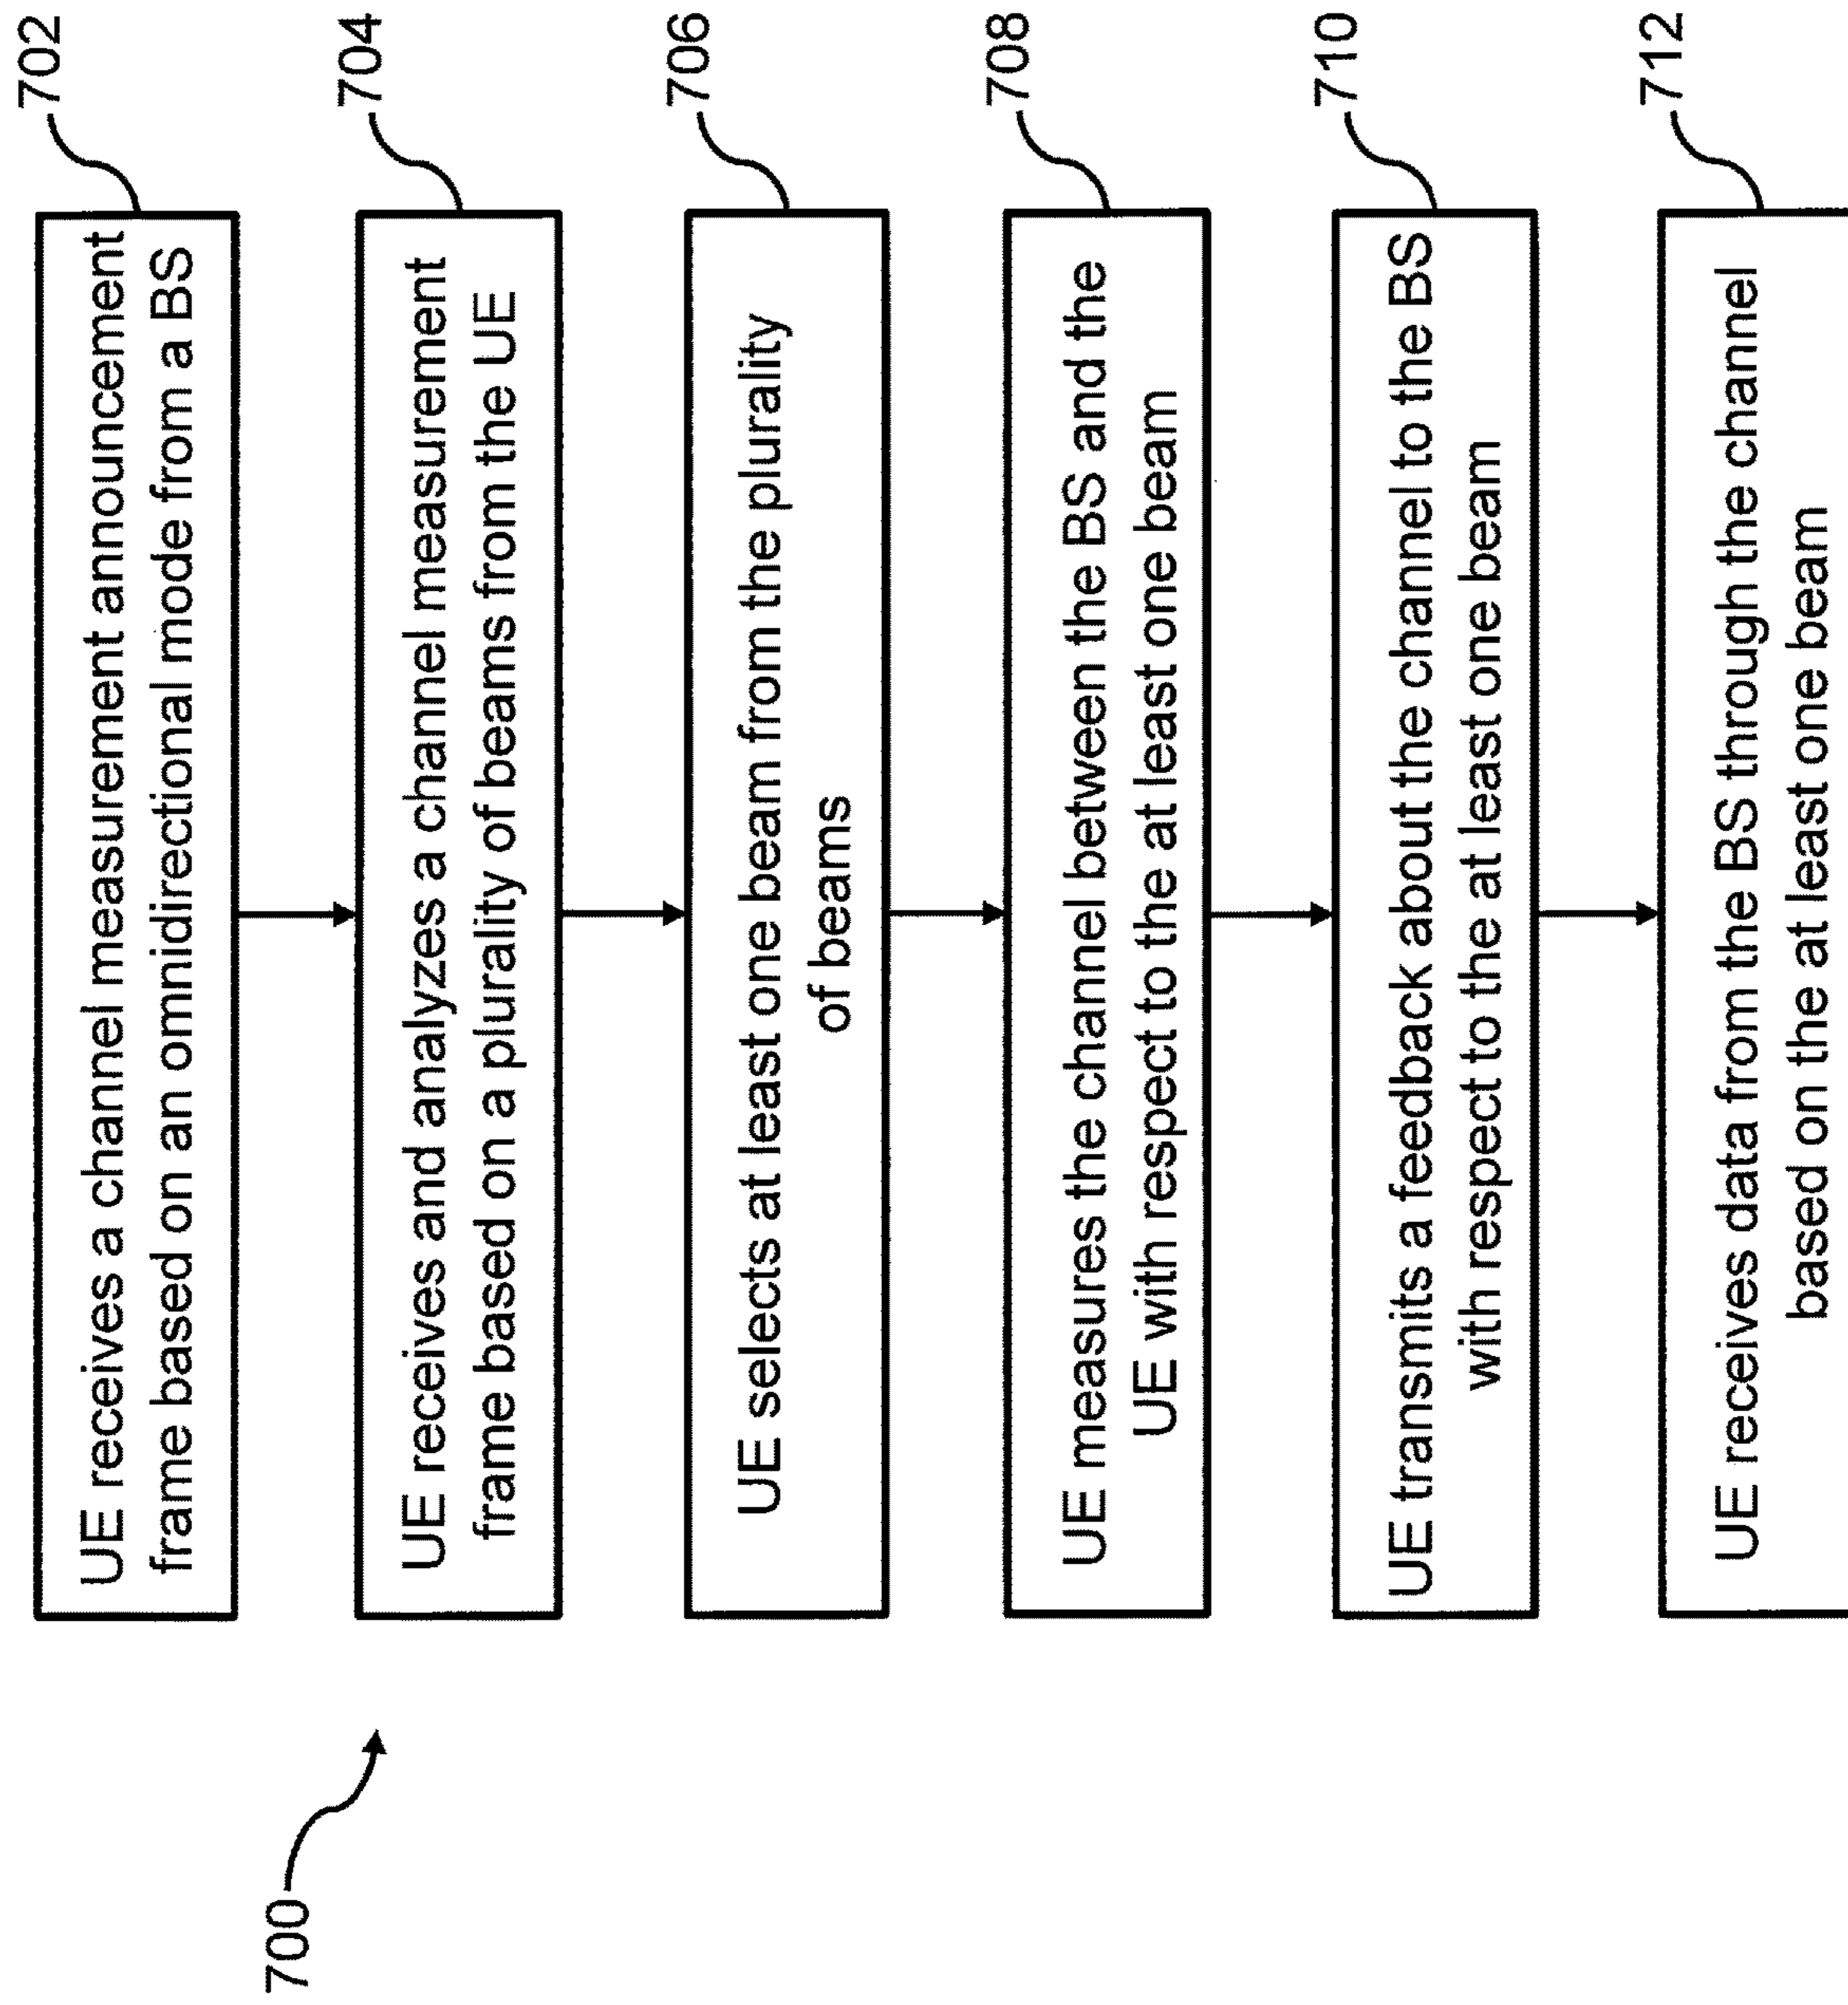 700
UE receives a channel measurement announcement
frame based on an omnidirectional mode from a BS
702
UE receives and analyzes a channel measurement
frame based on a plurality of beams from the UE
704
UE selects at least one beam from the plurality
of beams
706
UE measures the channel between the BS and the
UE with respect to the at least one beam
708
UE transmits a feedback about the channel to the BS
with respect to the at least one beam
710
UE receives data from the BS through the channel
based on the at least one beam
712